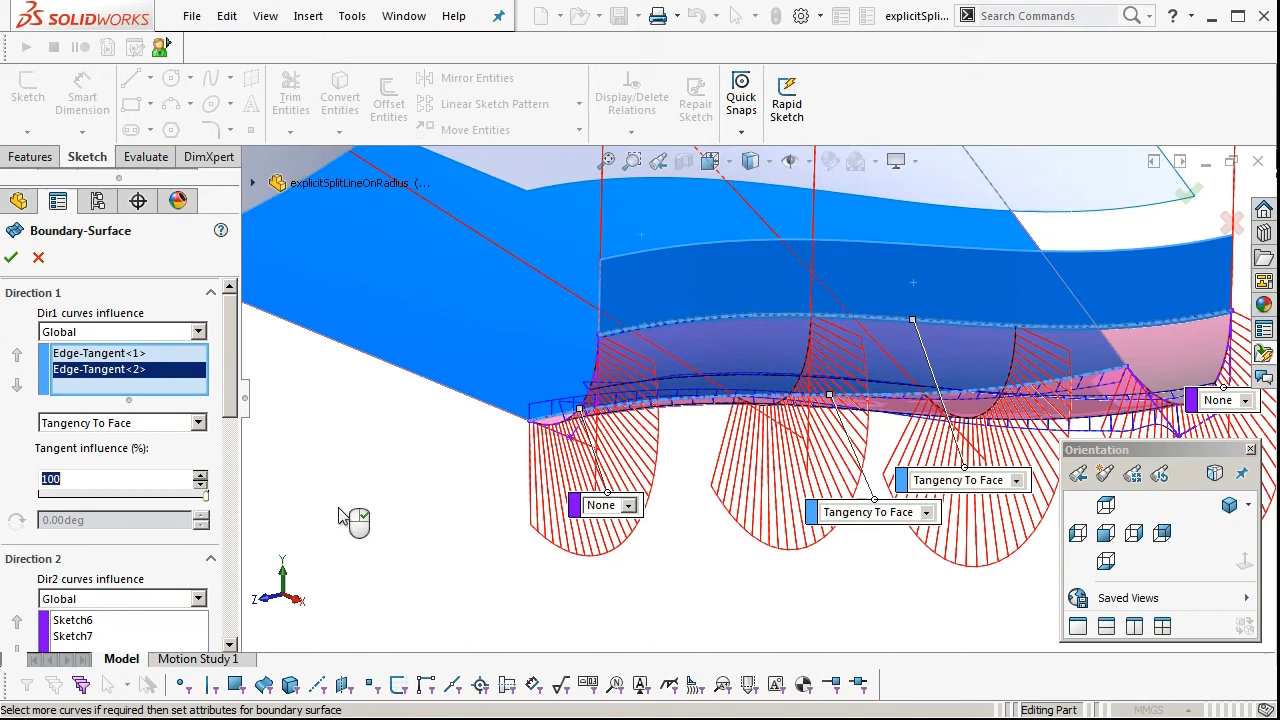 SOLIDWORKS
File Edit View Insert Tools Window Help
explicitSpli...
Search Commands
?
Sketch
Smart Dimension
Trim Entities
Convert Entities
Offset Entities
Mirror Entities
Linear Sketch Pattern
Move Entities
Display/Delete Relations
Repair Sketch
Quick Snaps
Rapid Sketch
Features Sketch Evaluate DimXpert
explicitSplitLineOnRadius (...
Boundary-Surface
Direction 1
Dir1 curves influence
Global
Edge-Tangent<1>
Edge-Tangent<2>
Tangency To Face
Tangent influence (%):
100
0.00deg
Direction 2
Dir2 curves influence
Global
Sketch6
Sketch7
None
Tangency To Face
Tangency To Face
None
Orientation
Saved Views
Y
Z
X
Model Motion Study 1
Select more curves if required then set attributes for boundary surface
Editing Part
MMGS